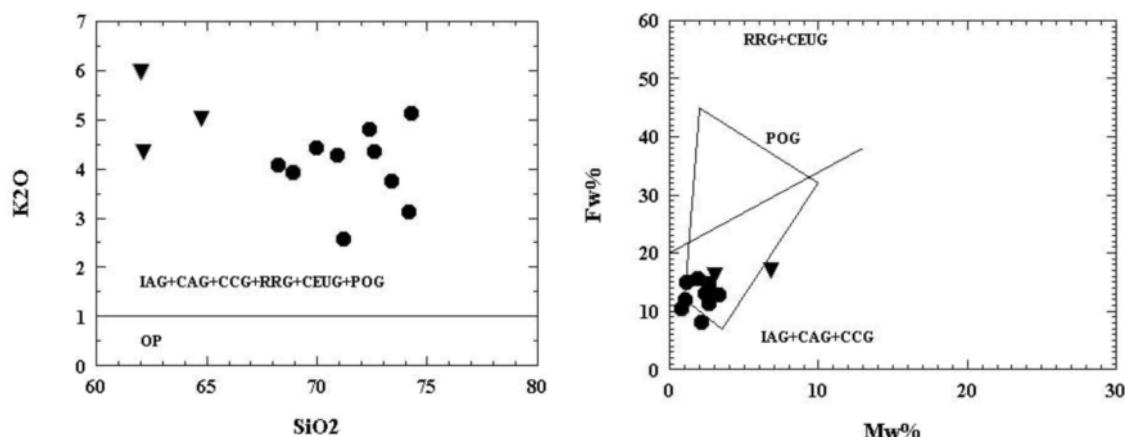 7
6
5
4
3
2
1
0
K2O
IAG+CAG+CCG+RRG+CEUG+POG
OP
60
65
70
75
80
SiO2
60
50
40
30
20
10
0
Fw%
RRG+CEUG
POG
IAG+CAG+CCG
0
10
20
30
Mw%